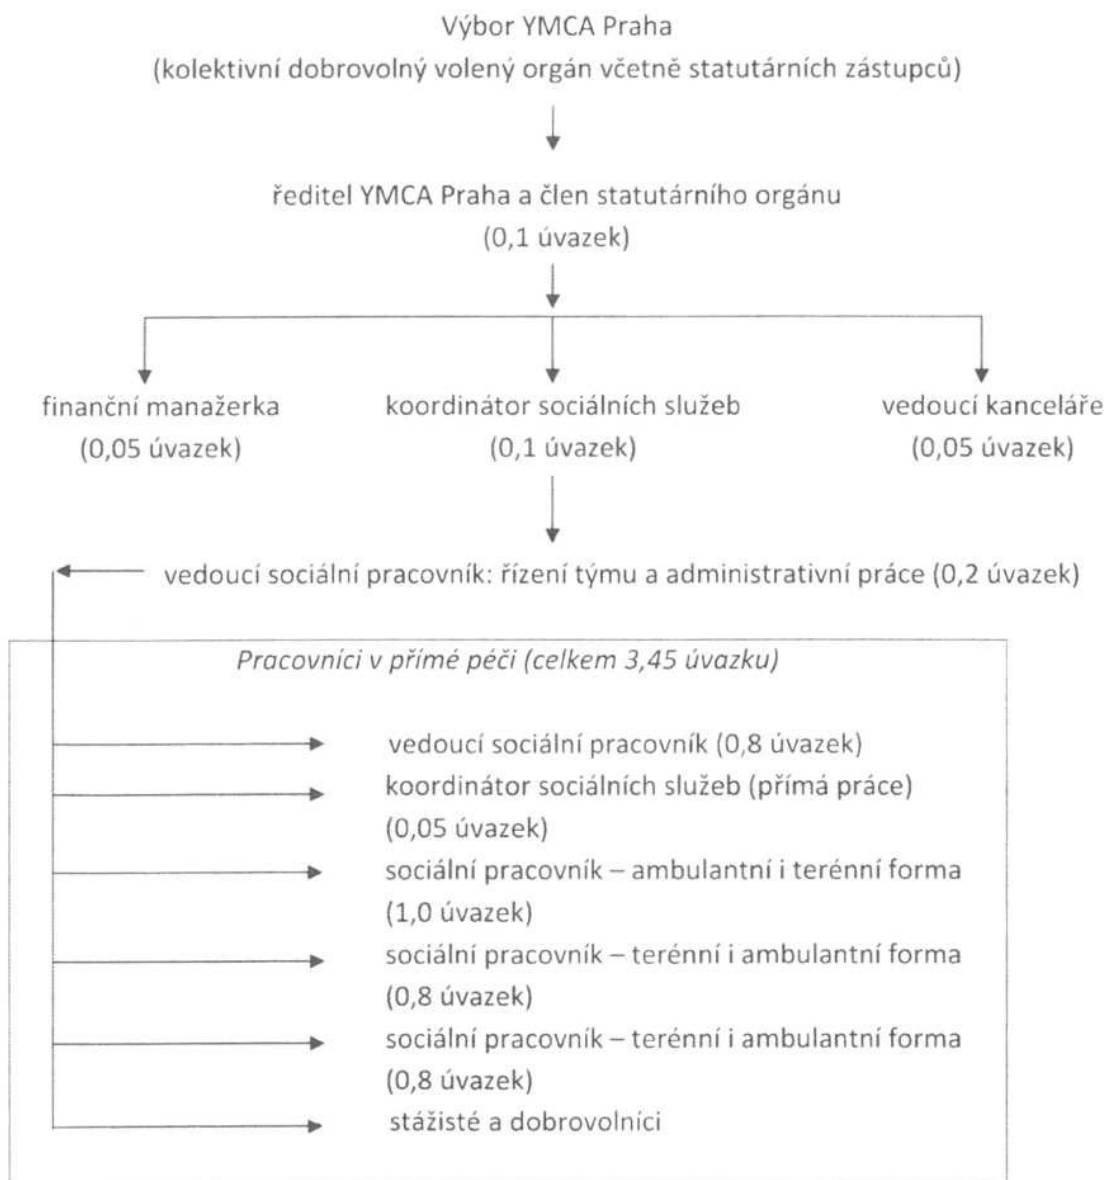 Výbor YMCA Praha
(kolektivní dobrovolný volený orgán včetně statutárních zástupců)
ředitel YMCA Praha a člen statutárního orgánu
(0,1 úvazek)
finanční manažerka
(0,05 úvazek)
koordinátor sociálních služeb
(0,1 úvazek)
vedoucí kanceláře
(0,05 úvazek)
vedoucí sociální pracovník: řízení týmu a administrativní práce (0,2 úvazek)
Pracovníci v přímé péči (celkem 3,45 úvazku)
vedoucí sociální pracovník (0,8 úvazek)
koordinátor sociálních služeb (přímá práce)
(0,05 úvazek)
sociální pracovník – ambulantní i terénní forma
(1,0 úvazek)
sociální pracovník – terénní i ambulantní forma
(0,8 úvazek)
sociální pracovník – terénní i ambulantní forma
(0,8 úvazek)
stážisté a dobrovolníci